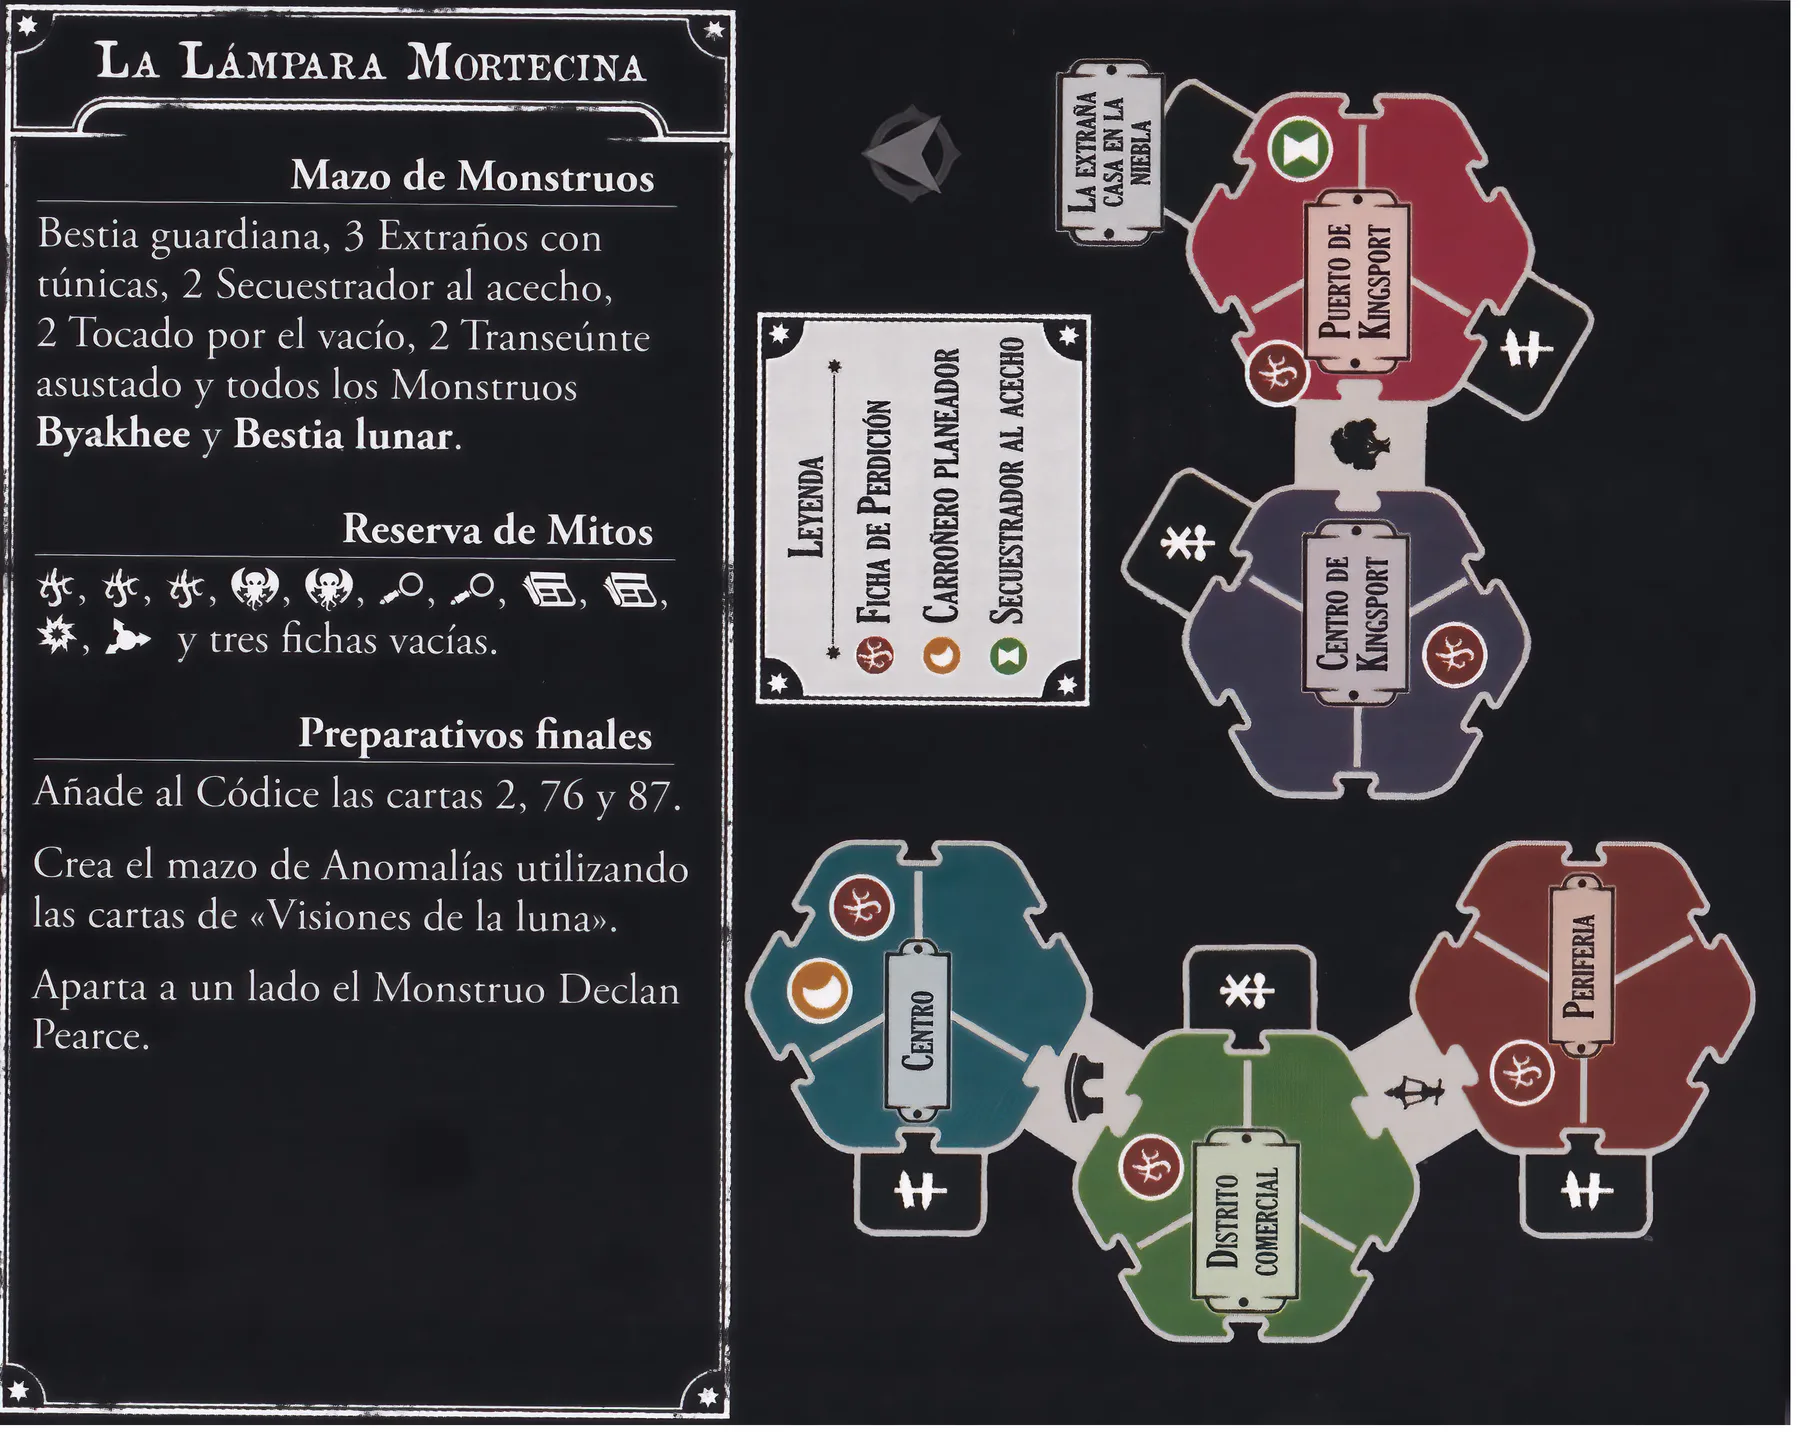 La Lámpara Mortecina
Mazo de Monstruos
Bestia guardiana, 3 Extraños con
túnicas, 2 Secuestrador al acecho,
2 Tocado por el vacío, 2 Transeúnte
asustado y todos los Monstruos
Byakhee y Bestia lunar.
Reserva de Mitos
, , , , , , , , ,
, y tres fichas vacías.
Preparativos finales
Añade al Códice las cartas 2, 76 y 87.
Crea el mazo de Anomalías utilizando
las cartas de «Visiones de la luna».
Aparta a un lado el Monstruo Declan
Pearce.
Leyenda
Ficha de Perdición
Carroñero planeador
Secuestrador al acecho
La extraña
casa en la
niebla
Puerto de
Kingsport
Centro de
Kingsport
Centro
Distrito
comercial
Periferia